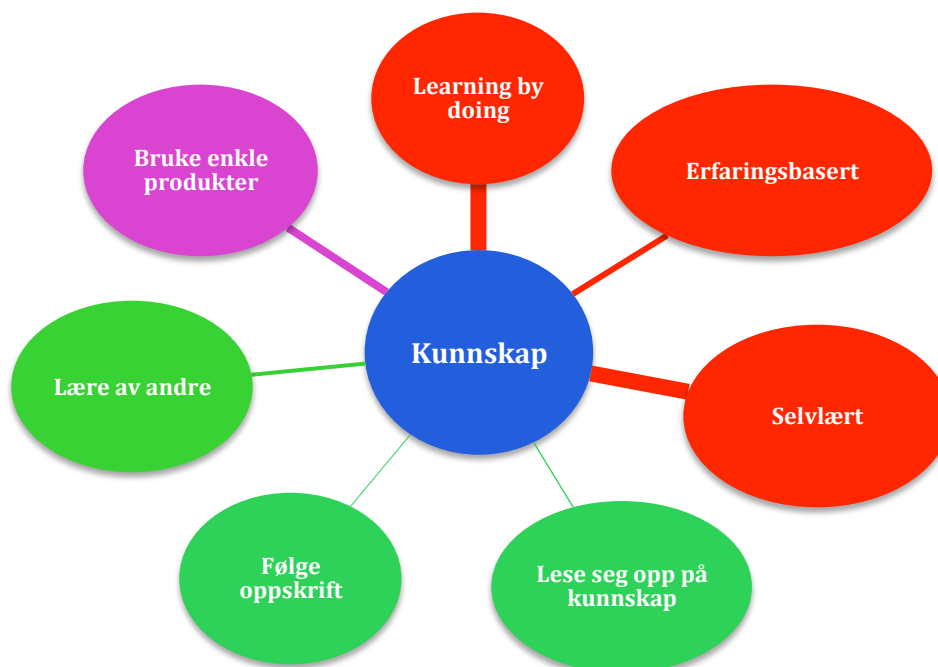 Learning by
doing
Bruke enkle
produkter
Erfaringsbasert
Kunnskap
Lære av andre
Selvlært
Følge
oppskrift
Lese seg opp på
kunnskap